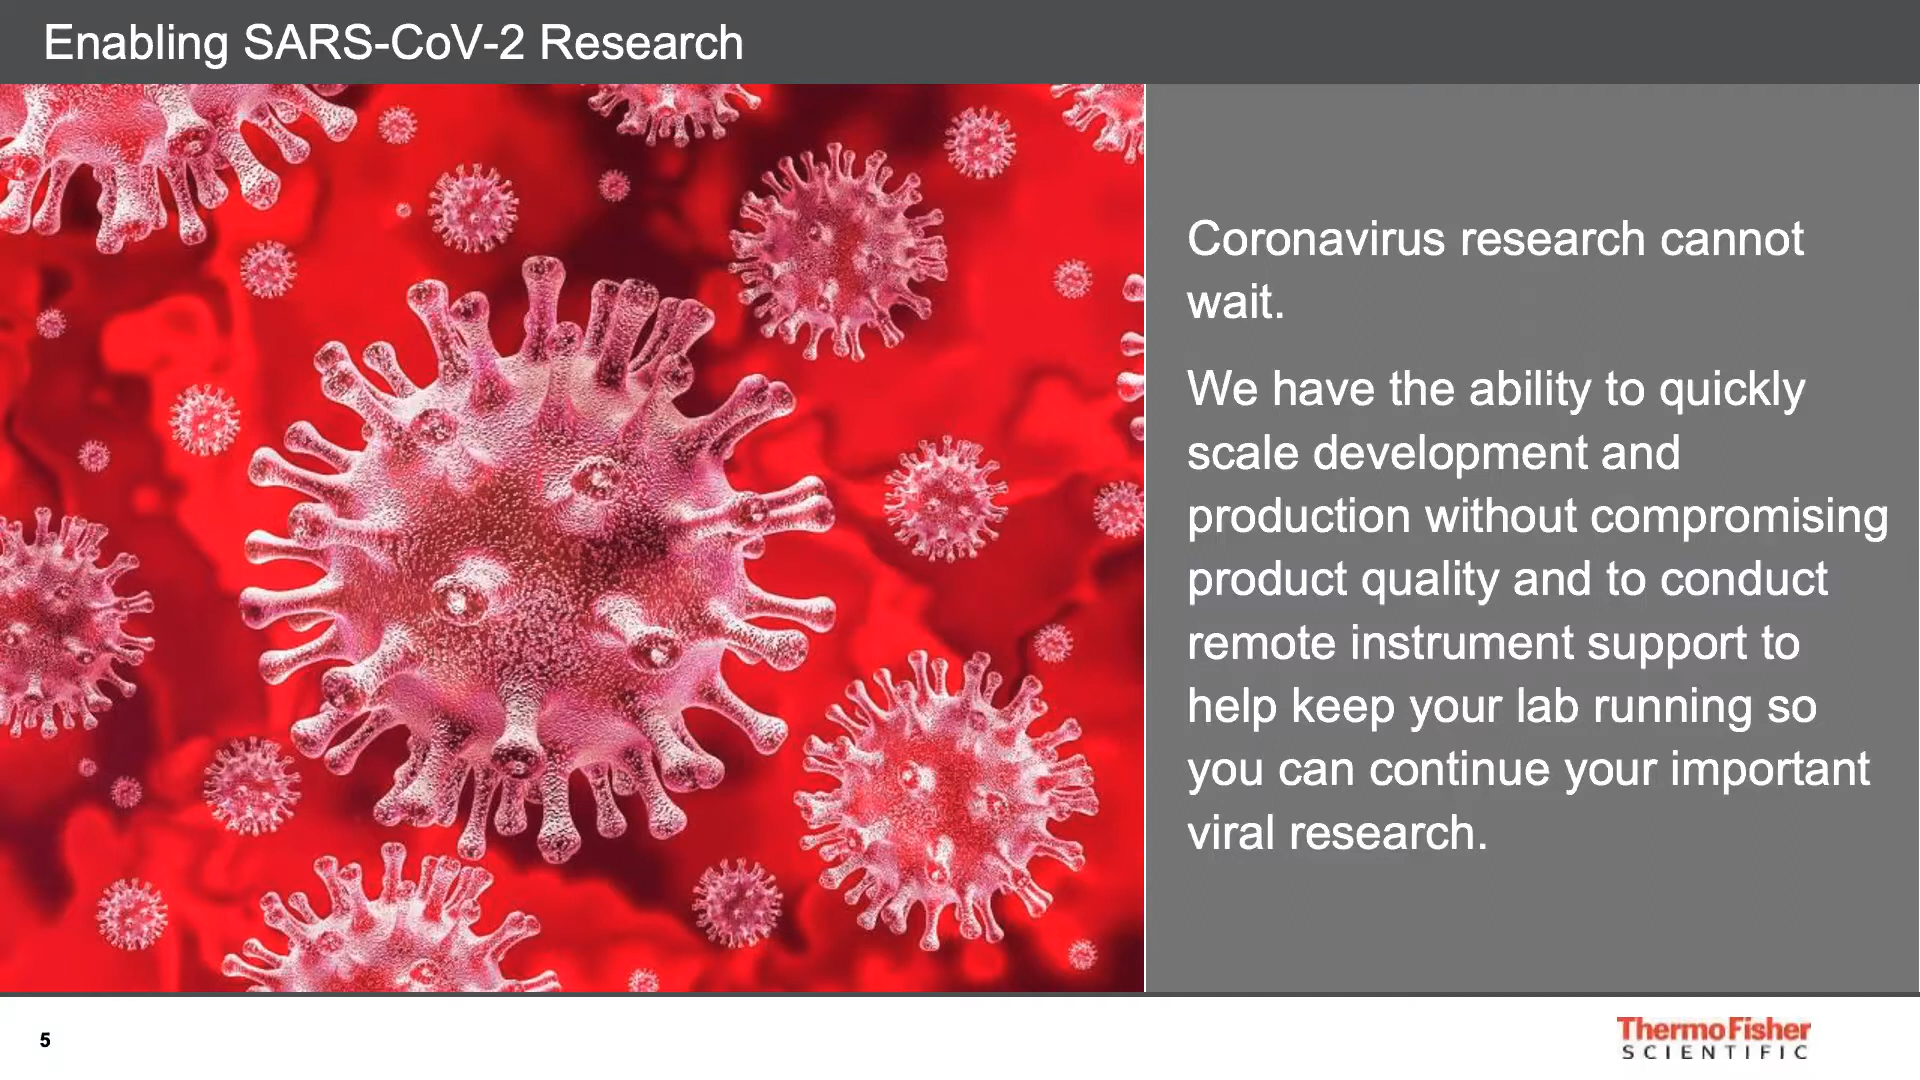 Enabling SARS-CoV-2 Research
Coronavirus research cannot
wait.
We have the ability to quickly
scale development and
production without compromising
product quality and to conduct
remote instrument support to
help keep your lab running so
you can continue your important
viral research.
5
ThermoFisher
SCIENTIFIC